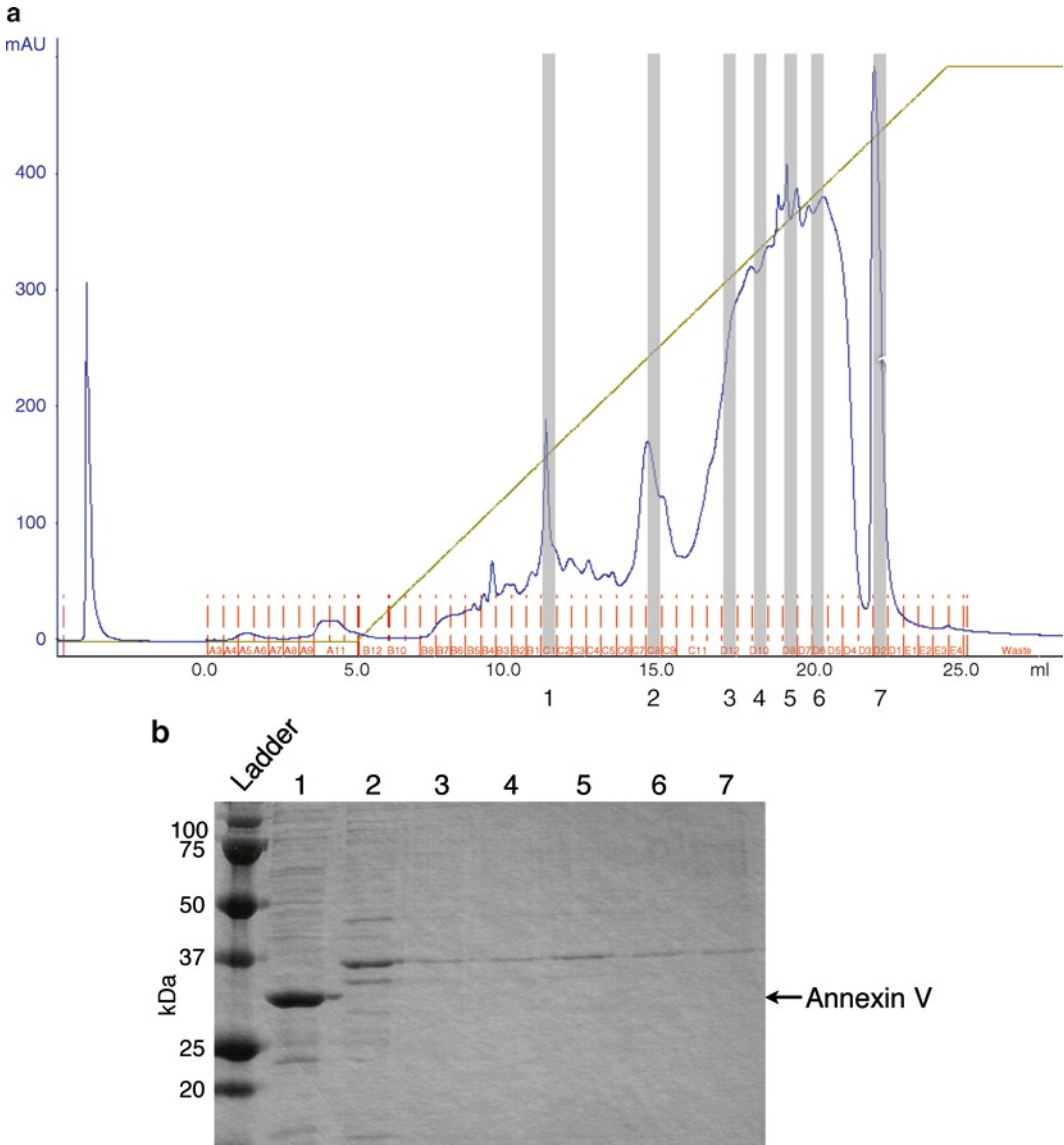 a
mAU
400
300
200
100
0
A3 A4 A5 A6 A7 A8 A9 A11 B12 B10 B8 B7 B6 B5 B4 B3 B2 B1 C1 C2 C3 C4 C5 C6 C7 C8 C9 C11 D12 D10 D8 D7 D6 D5 D4 D3 D2 D1 E1 E2 E3 E4 Waste
0.0 5.0 10.0 15.0 20.0 25.0 ml
1 2 3 4 5 6 7
b
Ladder 1 2 3 4 5 6 7
100
75
50
37
25
20
kDa
Annexin V